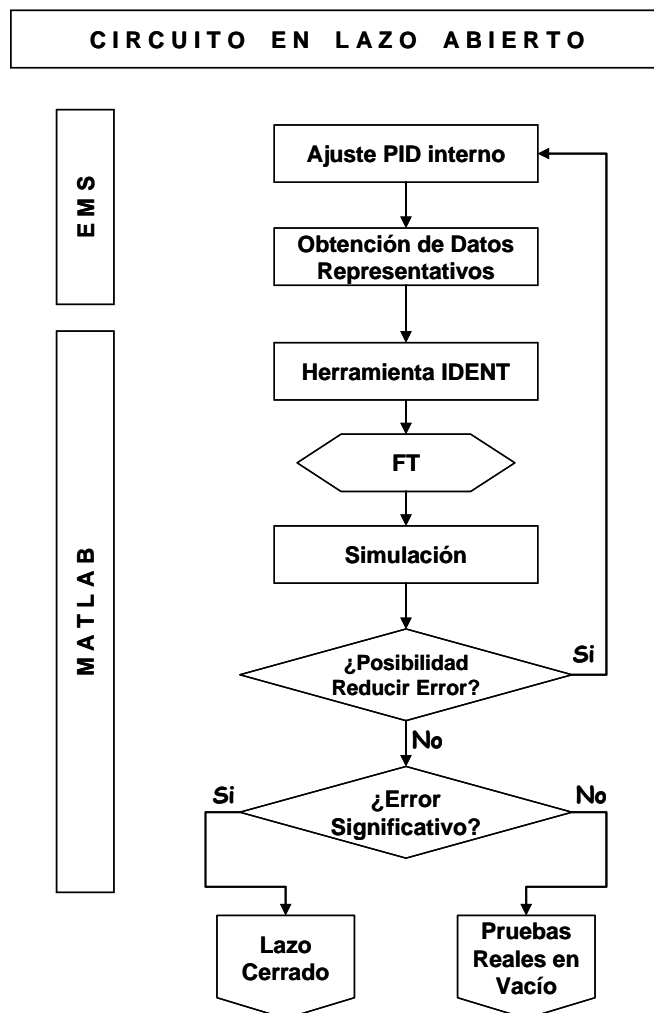 CIRCUITO EN LAZO ABIERTO
EMS
Ajuste PID interno
Obtención de Datos
Representativos
MATLAB
Herramienta IDENT
FT
Simulación
¿Posibilidad
Reducir Error?
Si
No
¿Error
Significativo?
Si
No
Lazo
Cerrado
Pruebas
Reales en
Vacío